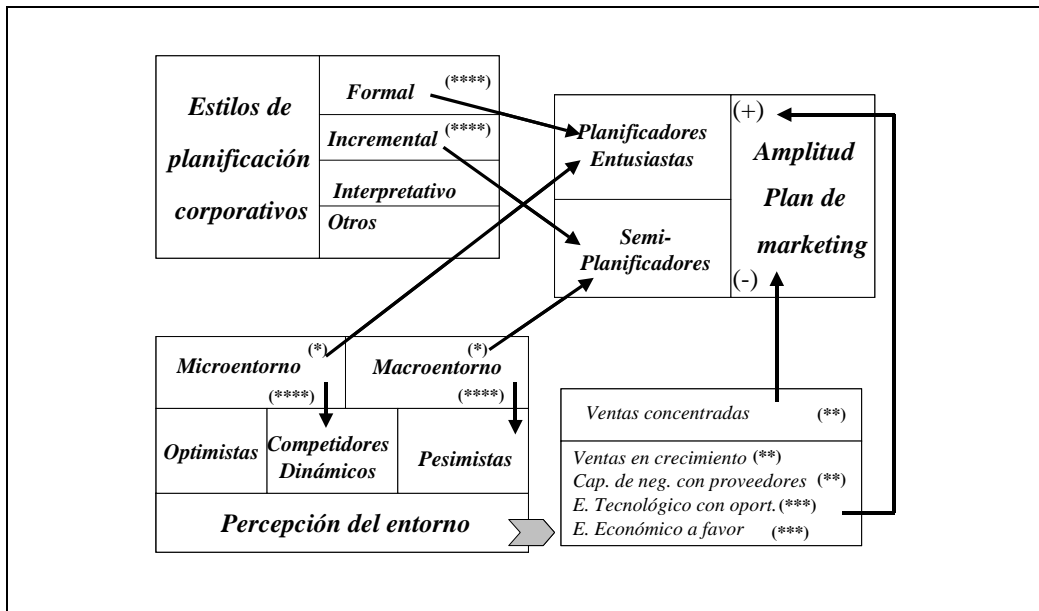 Estilos de
planificación
corporativos
Formal (****)
Incremental (****)
Interpretativo
Otros
Planificadores
Entusiastas
Semi-
Planificadores
(+)
Amplitud
Plan de
marketing
(-)
Microentorno (*)
(****)
Macroentorno (*)
(****)
Optimistas
Competidores
Dinámicos
Pesimistas
Percepción del entorno
Ventas concentradas (**)
Ventas en crecimiento (**)
Cap. de neg. con proveedores (**)
E. Tecnológico con oport. (***)
E. Económico a favor (***)